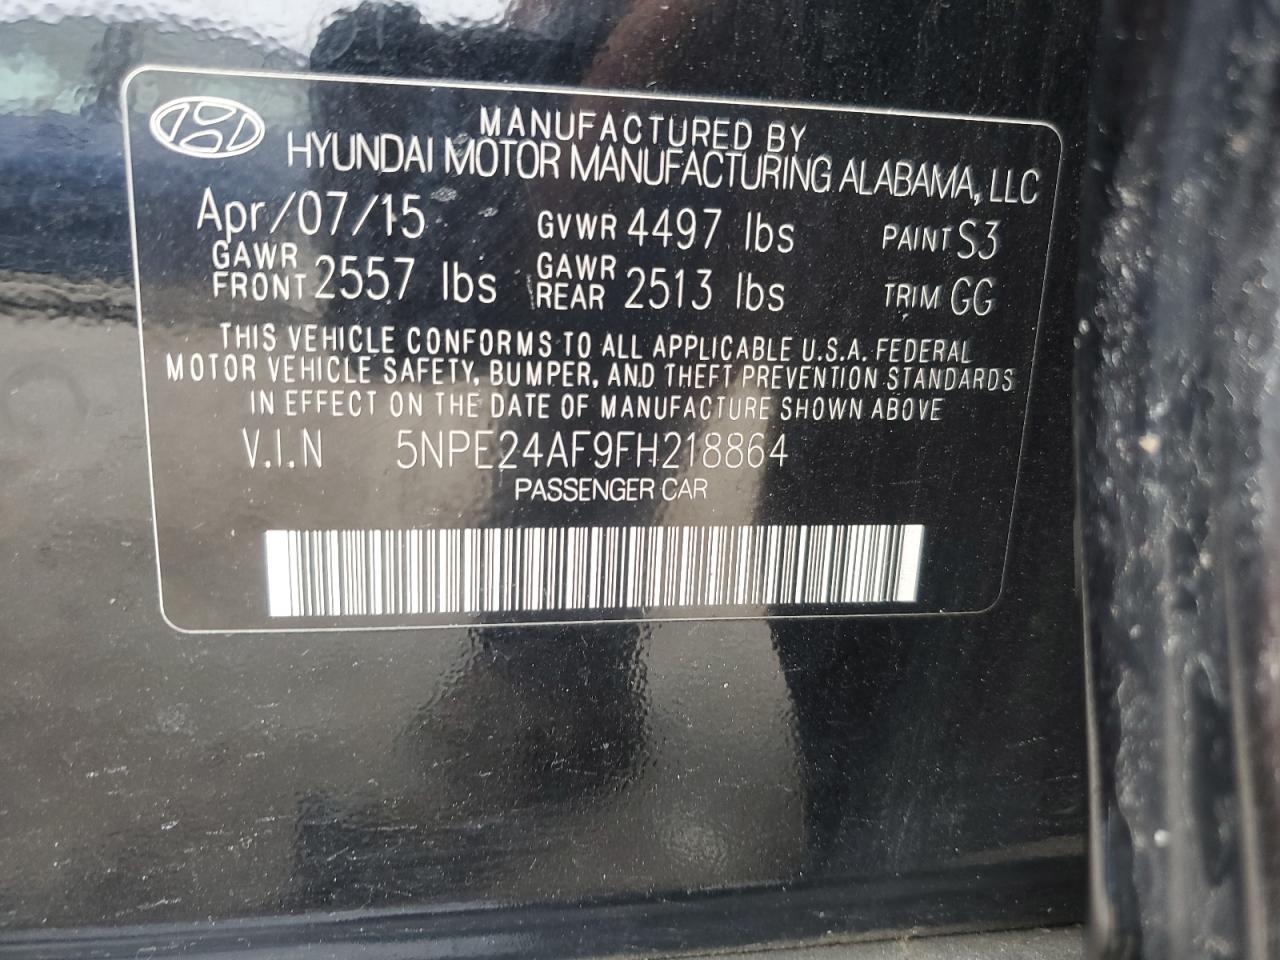 MANUFACTURED BY
HYUNDAI MOTOR MANUFACTURING ALABAMA, LLC
Apr/07/15 GVWR 4497 lbs PAINT S3
GAWR FRONT 2557 lbs GAWR REAR 2513 lbs TRIM GG
THIS VEHICLE CONFORMS TO ALL APPLICABLE U.S.A. FEDERAL
MOTOR VEHICLE SAFETY, BUMPER, AND THEFT PREVENTION STANDARDS
IN EFFECT ON THE DATE OF MANUFACTURE SHOWN ABOVE
V.I.N 5NPE24AF9FH218864
PASSENGER CAR